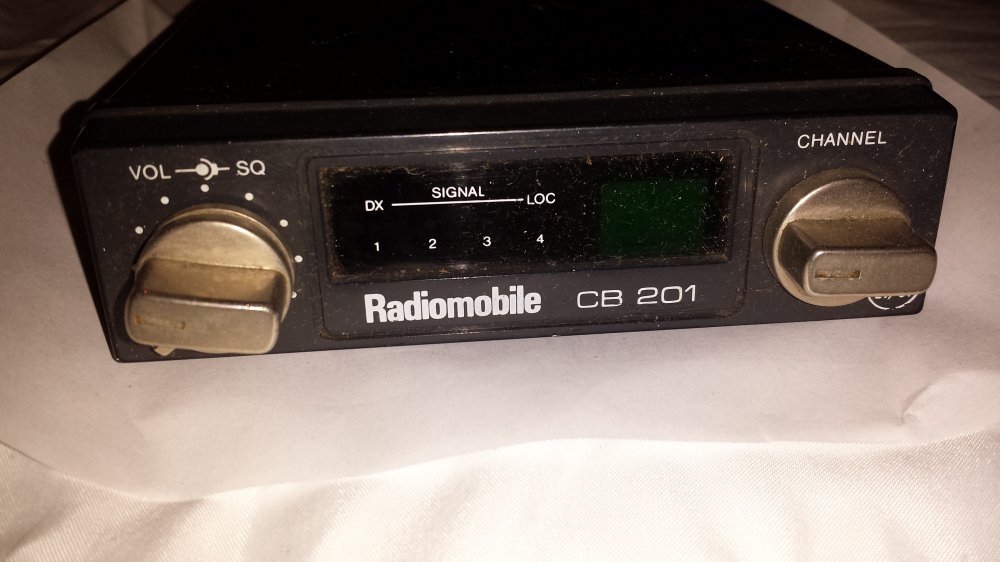 VOL SQ
SIGNAL
DX LOC
1 2 3 4
CHANNEL
Radiomobile CB 201